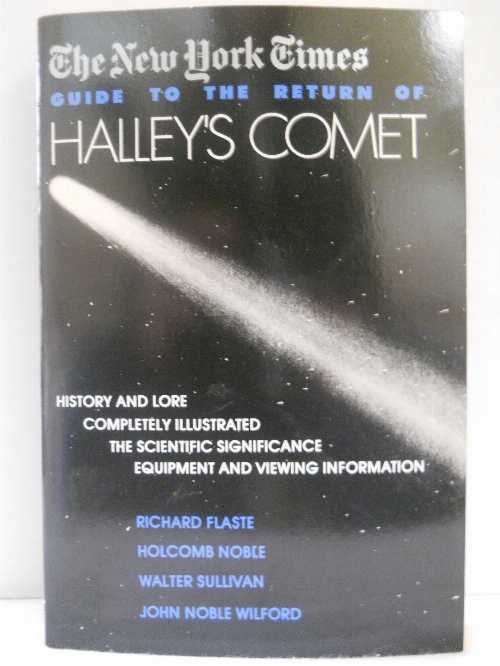 The New York Times
GUIDE TO THE RETURN OF
HALLEY'S COMET
HISTORY AND LORE
COMPLETELY ILLUSTRATED
THE SCIENTIFIC SIGNIFICANCE
EQUIPMENT AND VIEWING INFORMATION
RICHARD FLASTE
HOLCOMB NOBLE
WALTER SULLIVAN
JOHN NOBLE WILFORD